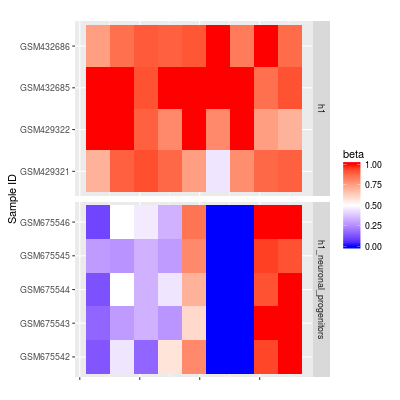 Sample ID
GSM432686
GSM432685
GSM429322
GSM429321
h1
GSM675546
GSM675545
GSM675544
GSM675543
GSM675542
h1_neuronal_progenitors
beta
1.00
0.75
0.50
0.25
0.00